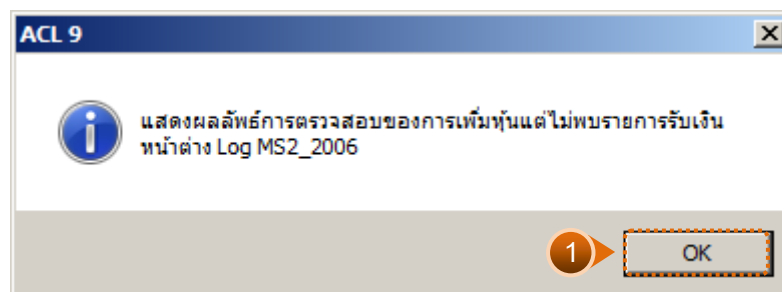 ACL 9
แสดงผลลัพธ์การตรวจสอบของการเพิ่มหุ้นแต่ไม่พบรายการรับเงิน
หน้าต่าง Log MS2_2006
1
OK